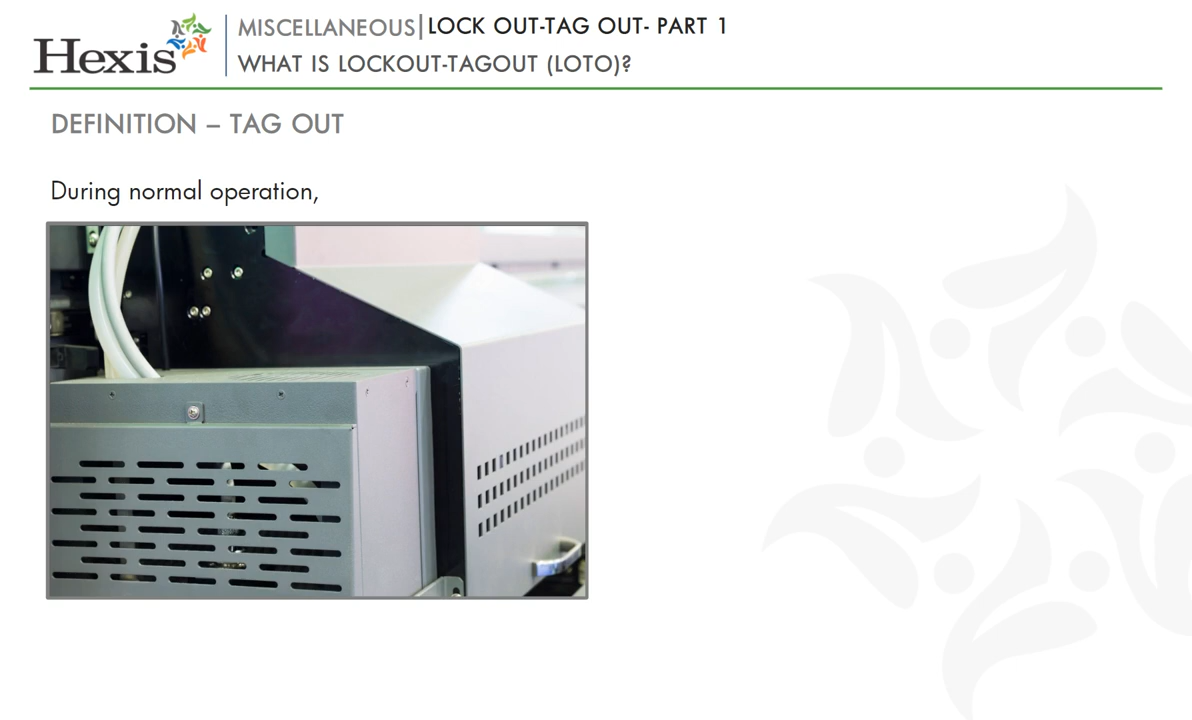 Hexis
MISCELLANEOUS| LOCK OUT-TAG OUT- PART 1
WHAT IS LOCKOUT-TAGOUT (LOTO)?
DEFINITION – TAG OUT
During normal operation,